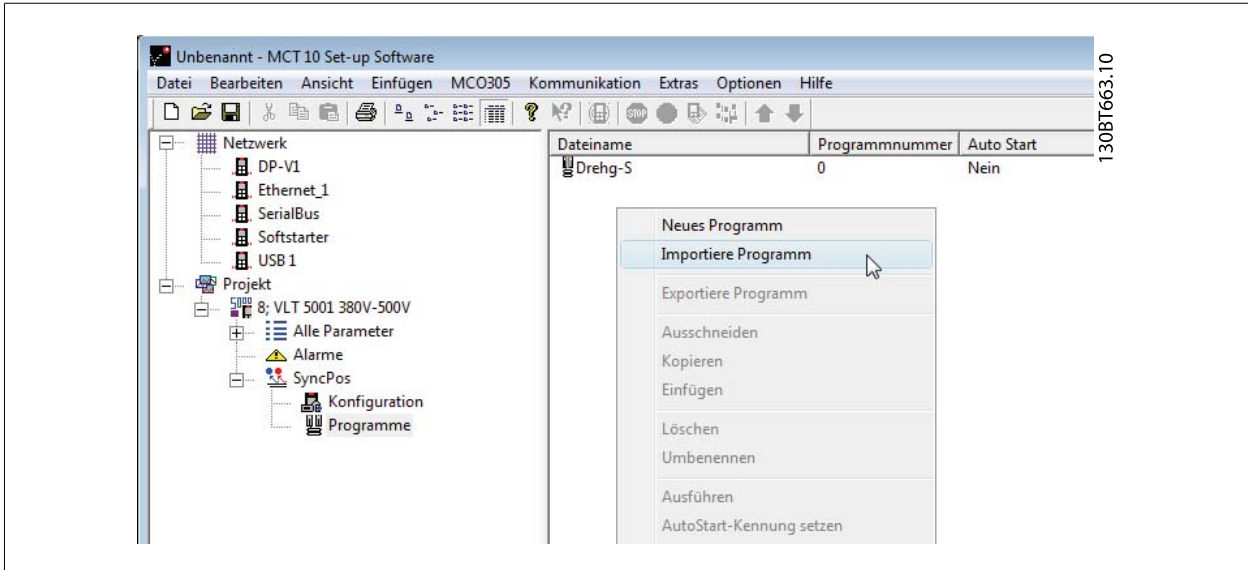 Unbenannt - MCT 10 Set-up Software
Datei Bearbeiten Ansicht Einfügen MCO305 Kommunikation Extras Optionen Hilfe
STOP
Netzwerk
DP-V1
Ethernet_1
SerialBus
Softstarter
USB 1
Projekt
5000 8; VLT 5001 380V-500V
Alle Parameter
Alarme
SyncPos
Konfiguration
Programme
Dateiname Programmnummer Auto Start
Drehg-S 0 Nein
Neues Programm
Importiere Programm
Exportiere Programm
Ausschneiden
Kopieren
Einfügen
Löschen
Umbenennen
Ausführen
AutoStart-Kennung setzen
130BT663.10